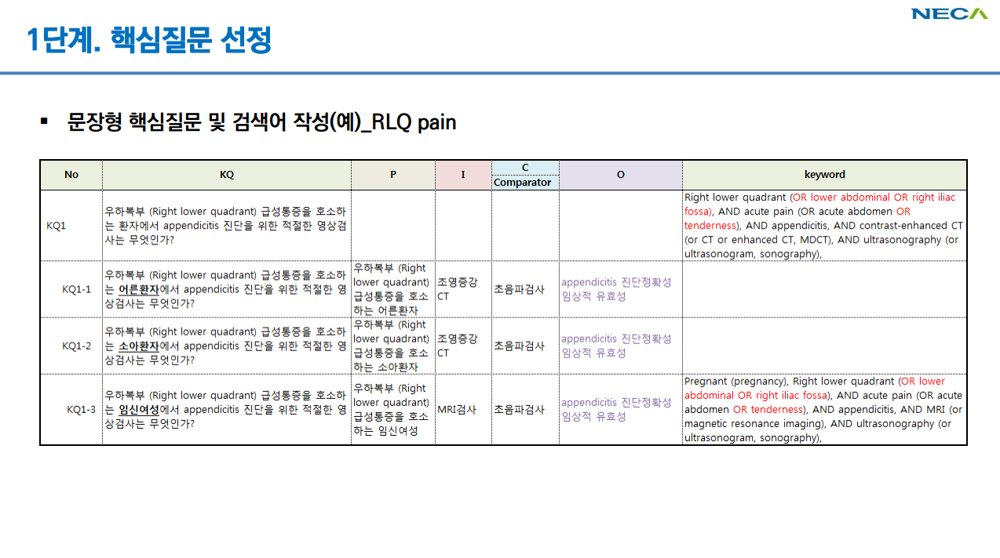 NECA
1단계. 핵심질문 선정
▪ 문장형 핵심질문 및 검색어 작성(예)_RLQ pain
No
KQ
P
I
C
Comparator
O
keyword
KQ1
우하복부 (Right lower quadrant) 급성통증을 호소하
는 환자에서 appendicitis 진단을 위한 적절한 영상검
사는 무엇인가?
Right lower quadrant (OR lower abdominal OR right iliac
fossa), AND acute pain (OR acute abdomen OR
tenderness), AND appendicitis, AND contrast-enhanced CT
(or CT or enhanced CT, MDCT), AND ultrasonography (or
ultrasonogram, sonography),
KQ1-1
우하복부 (Right lower quadrant) 급성통증을 호소하
는 어른환자에서 appendicitis 진단을 위한 적절한 영
상검사는 무엇인가?
우하복부 (Right
lower quadrant)
급성통증을 호소
하는 어른환자
조영증강
CT
초음파검사
appendicitis 진단정확성
임상적 유효성
KQ1-2
우하복부 (Right lower quadrant) 급성통증을 호소하
는 소아환자에서 appendicitis 진단을 위한 적절한 영
상검사는 무엇인가?
우하복부 (Right
lower quadrant)
급성통증을 호소
하는 소아환자
조영증강
CT
초음파검사
appendicitis 진단정확성
임상적 유효성
KQ1-3
우하복부 (Right lower quadrant) 급성통증을 호소하
는 임신여성에서 appendicitis 진단을 위한 적절한 영
상검사는 무엇인가?
우하복부 (Right
lower quadrant)
급성통증을 호소
하는 임신여성
MRI검사
초음파검사
appendicitis 진단정확성
임상적 유효성
Pregnant (pregnancy), Right lower quadrant (OR lower
abdominal OR right iliac fossa), AND acute pain (OR acute
abdomen OR tenderness), AND appendicitis, AND MRI (or
magnetic resonance imaging), AND ultrasonography (or
ultrasonogram, sonography),